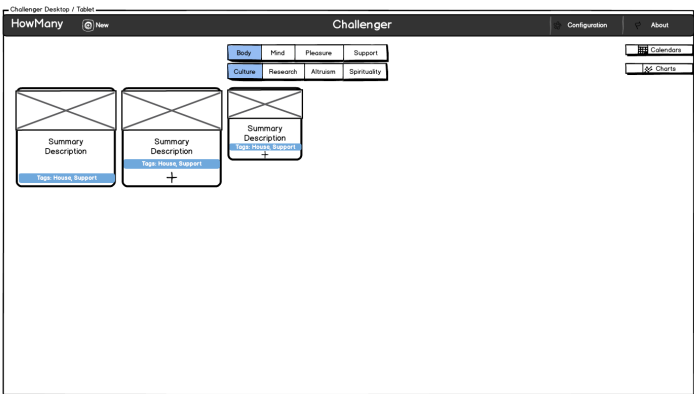 Challenger Desktop / Tablet
HowMany New Challenger Configuration About
Body Mind Pleasure Support
Culture Research Altruism Spirituality
Calendars
Charts
Summary
Description
Tags: House, Support
Summary
Description
Tags: House, Support
+
Summary
Description
Tags: House, Support
+